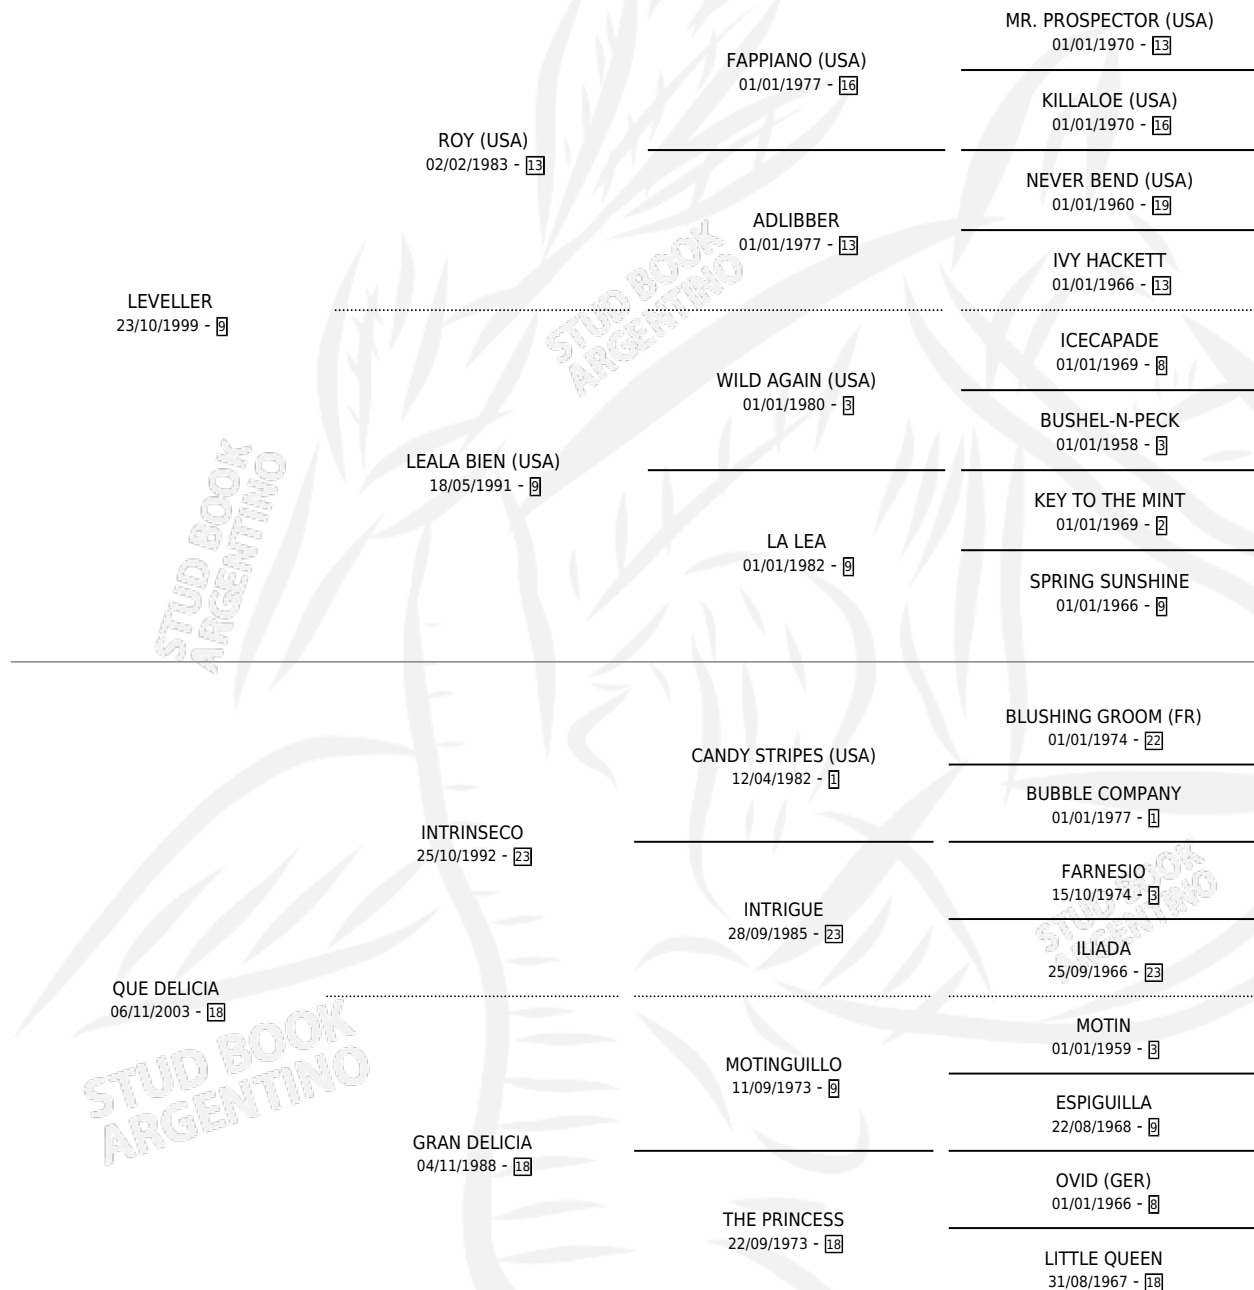 MR. PROSPECTOR (USA)
01/01/1970 - 13
FAPPIANO (USA)
01/01/1977 - 16
KILLALOE (USA)
01/01/1970 - 16
ROY (USA)
02/02/1983 - 13
NEVER BEND (USA)
01/01/1960 - 19
ADLIBBER
01/01/1977 - 13
IVY HACKETT
01/01/1966 - 13
LEVELLER
23/10/1999 - 9
ICECAPADE
01/01/1969 - 8
WILD AGAIN (USA)
01/01/1980 - 3
BUSHEL-N-PECK
01/01/1958 - 3
LEALA BIEN (USA)
18/05/1991 - 9
KEY TO THE MINT
01/01/1969 - 2
LA LEA
01/01/1982 - 9
SPRING SUNSHINE
01/01/1966 - 9
BLUSHING GROOM (FR)
01/01/1974 - 22
CANDY STRIPES (USA)
12/04/1982 - 1
BUBBLE COMPANY
01/01/1977 - 1
INTRINSECO
25/10/1992 - 23
FARNESIO
15/10/1974 - 3
INTRIGUE
28/09/1985 - 23
ILIADA
25/09/1966 - 23
QUE DELICIA
06/11/2003 - 18
MOTIN
01/01/1959 - 3
MOTINGUILLO
11/09/1973 - 9
ESPIGUILLA
22/08/1968 - 9
GRAN DELICIA
04/11/1988 - 18
OVID (GER)
01/01/1966 - 8
THE PRINCESS
22/09/1973 - 18
LITTLE QUEEN
31/08/1967 - 18
STUD BOOK
ARGENTINO
STUD BOOK
ARGENTINO
STUD BOOK
ARGENTINO
STUD BOOK
ARGENTINO